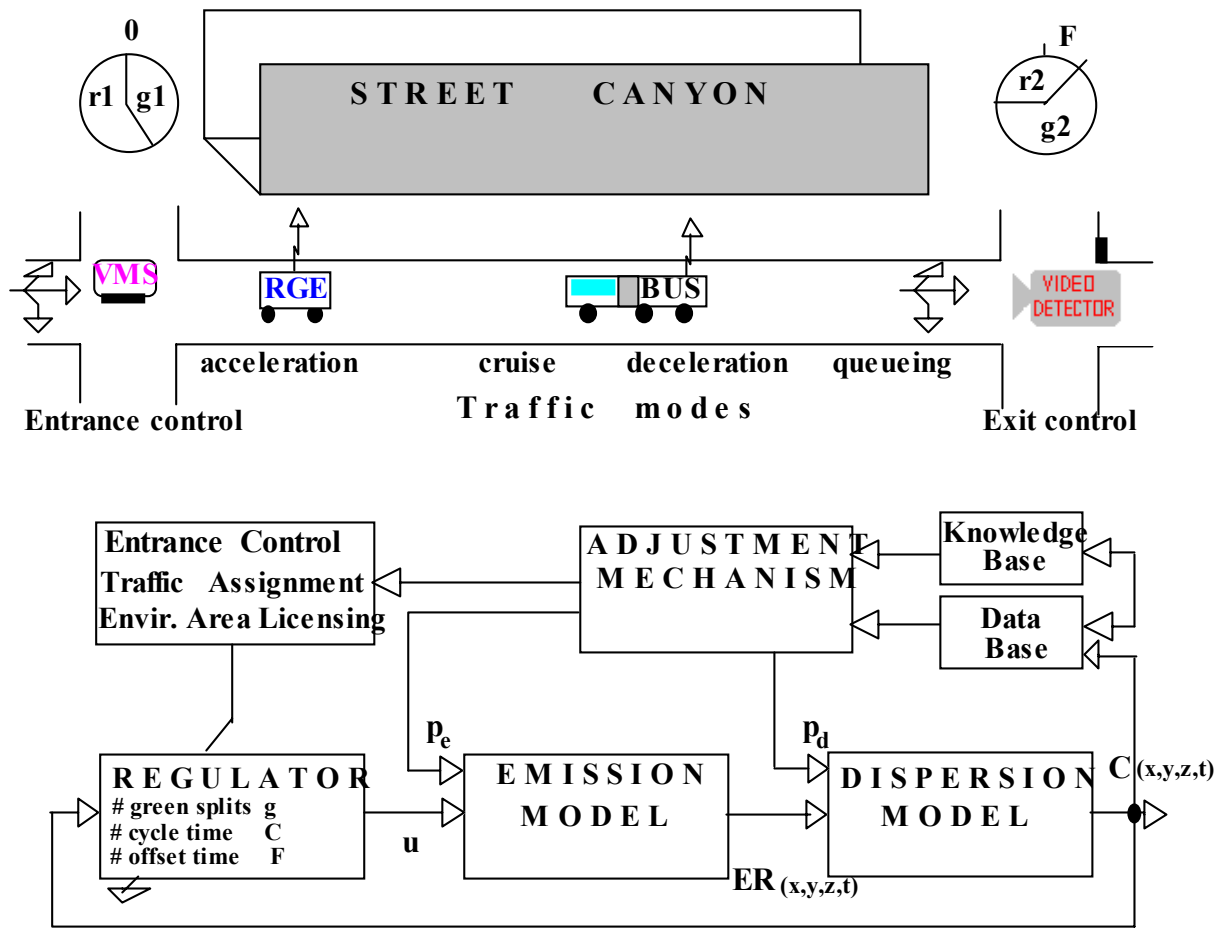 0
F
r1 g1
r2
g2
STREET CANYON
VMS
RGE
BUS
VIDEO
DETECTOR
acceleration cruise deceleration queueing
Traffic modes
Entrance control
Exit control
Entrance Control
Traffic Assignment
Envir. Area Licensing
ADJUSTMENT
MECHANISM
Knowledge
Base
Data
Base
pe
pd
REGULATOR
# green splits g
# cycle time C
# offset time F
u
EMISSION
MODEL
ER(x,y,z,t)
DISPERSION
MODEL
C(x,y,z,t)